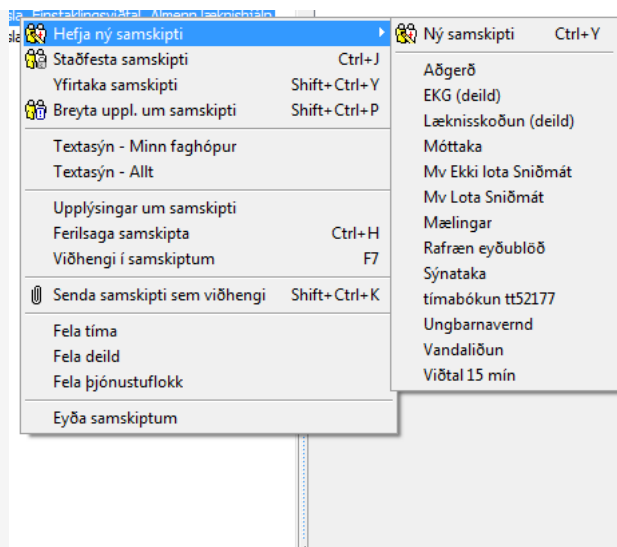 Einstaklingsviðtal, Almenn læknishjálp
Hefja ný samskipti
Staðfesta samskipti Ctrl+J
Yfirtaka samskipti Shift+Ctrl+Y
Breyta uppl. um samskipti Shift+Ctrl+P
Textasýn - Minn faghópur
Textasýn - Allt
Upplýsingar um samskipti
Ferilsaga samskipta Ctrl+H
Viðhengi í samskiptum F7
Senda samskipti sem viðhengi Shift+Ctrl+K
Fela tíma
Fela deild
Fela þjónustuflokk
Eyða samskiptum
Ný samskipti Ctrl+Y
Aðgerð
EKG (deild)
Læknisskoðun (deild)
Móttaka
Mv Ekki lota Sniðmát
Mv Lota Sniðmát
Mælingar
Rafræn eyðublöð
Sýnataka
tímabókun tt52177
Ungbarnavernd
Vandaliðun
Viðtal 15 mín